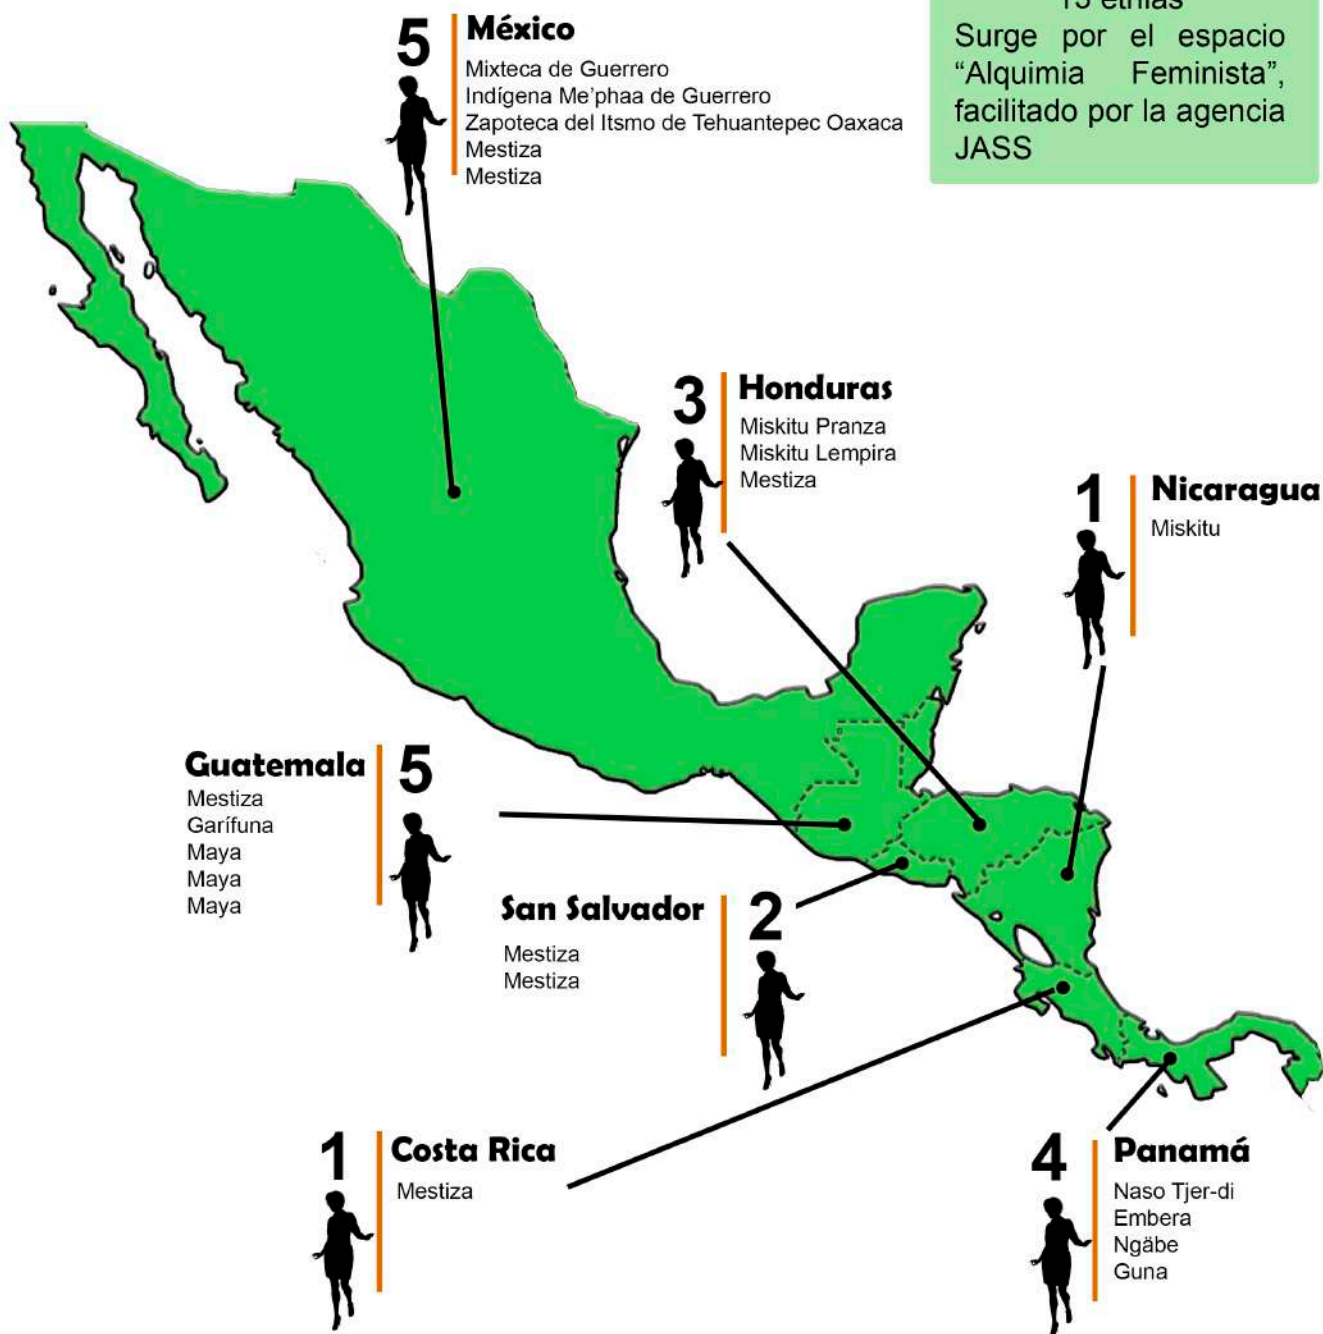 5
México
Mixteca de Guerrero
Indígena Me'phaa de Guerrero
Zapoteca del Itsmo de Tehuantepec Oaxaca
Mestiza
Mestiza
etnias
Surge por el espacio
“Alquimia Feminista”,
facilitado por la agencia
JASS
3
Honduras
Miskitu Pranza
Miskitu Lempira
Mestiza
1
Nicaragua
Miskitu
Guatemala
5
Mestiza
Garífuna
Maya
Maya
Maya
San Salvador
2
Mestiza
Mestiza
1
Costa Rica
Mestiza
4
Panamá
Naso Tjer-di
Embera
Ngäbe
Guna